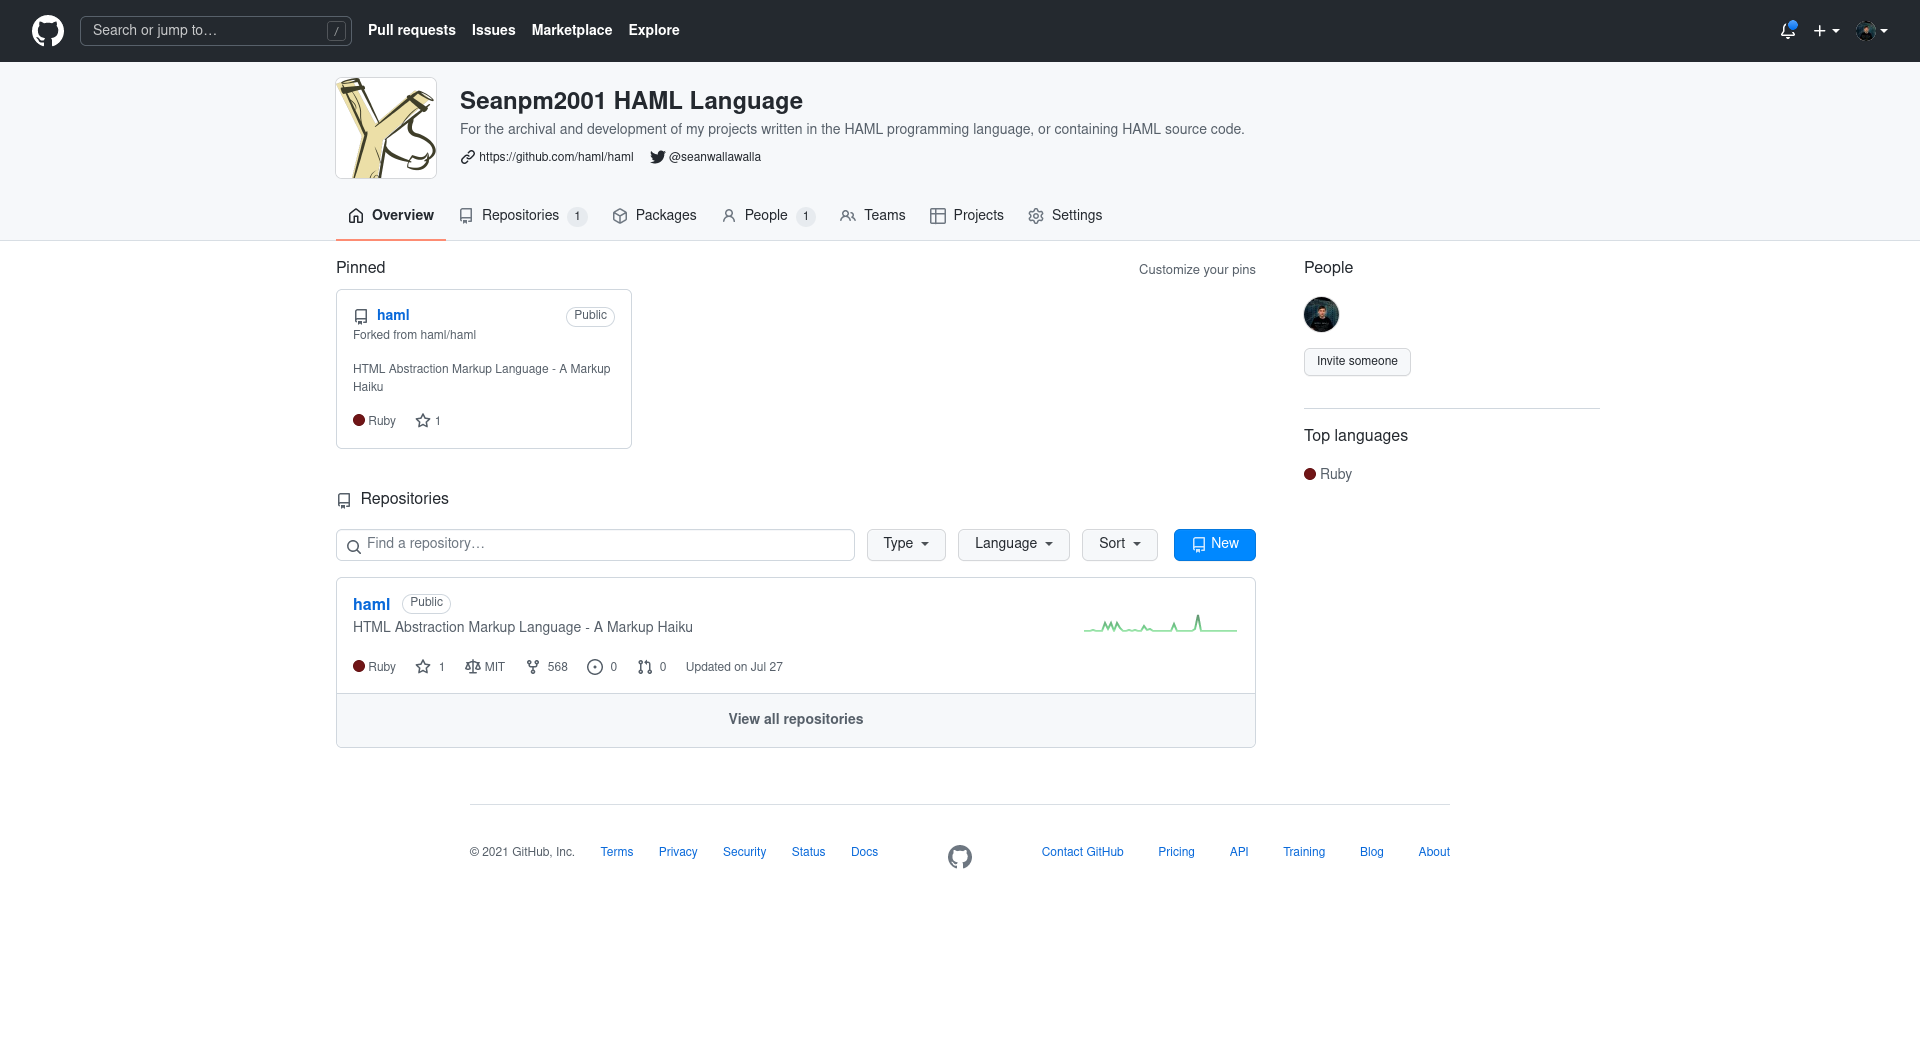 Search or jump to… /
Pull requests
Issues
Marketplace
Explore
Seanpm2001 HAML Language
For the archival and development of my projects written in the HAML programming language, or containing HAML source code.
https://github.com/haml/haml @seanwallawalla
Overview
Repositories 1
Packages
People 1
Teams
Projects
Settings
Pinned
Customize your pins
haml Public
Forked from haml/haml
HTML Abstraction Markup Language - A Markup
Haiku
Ruby 1
Repositories
Find a repository…
Type
Language
Sort
New
haml Public
HTML Abstraction Markup Language - A Markup Haiku
Ruby 1 MIT 568 0 0 Updated on Jul 27
View all repositories
People
Invite someone
Top languages
Ruby
© 2021 GitHub, Inc. Terms Privacy Security Status Docs Contact GitHub Pricing API Training Blog About